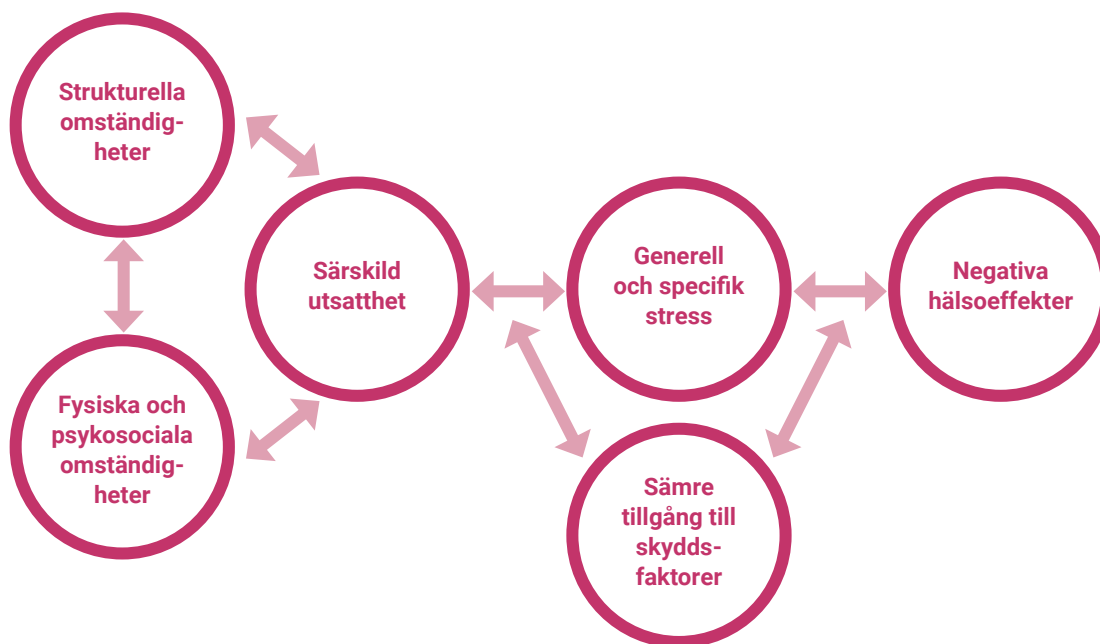 Strukturella
omständig-
heter
Fysiska och
psykosociala
omständig-
heter
Särskild
utsatthet
Generell
och specifik
stress
Sämre
tillgång till
skydds-
faktorer
Negativa
hälsoeffekter